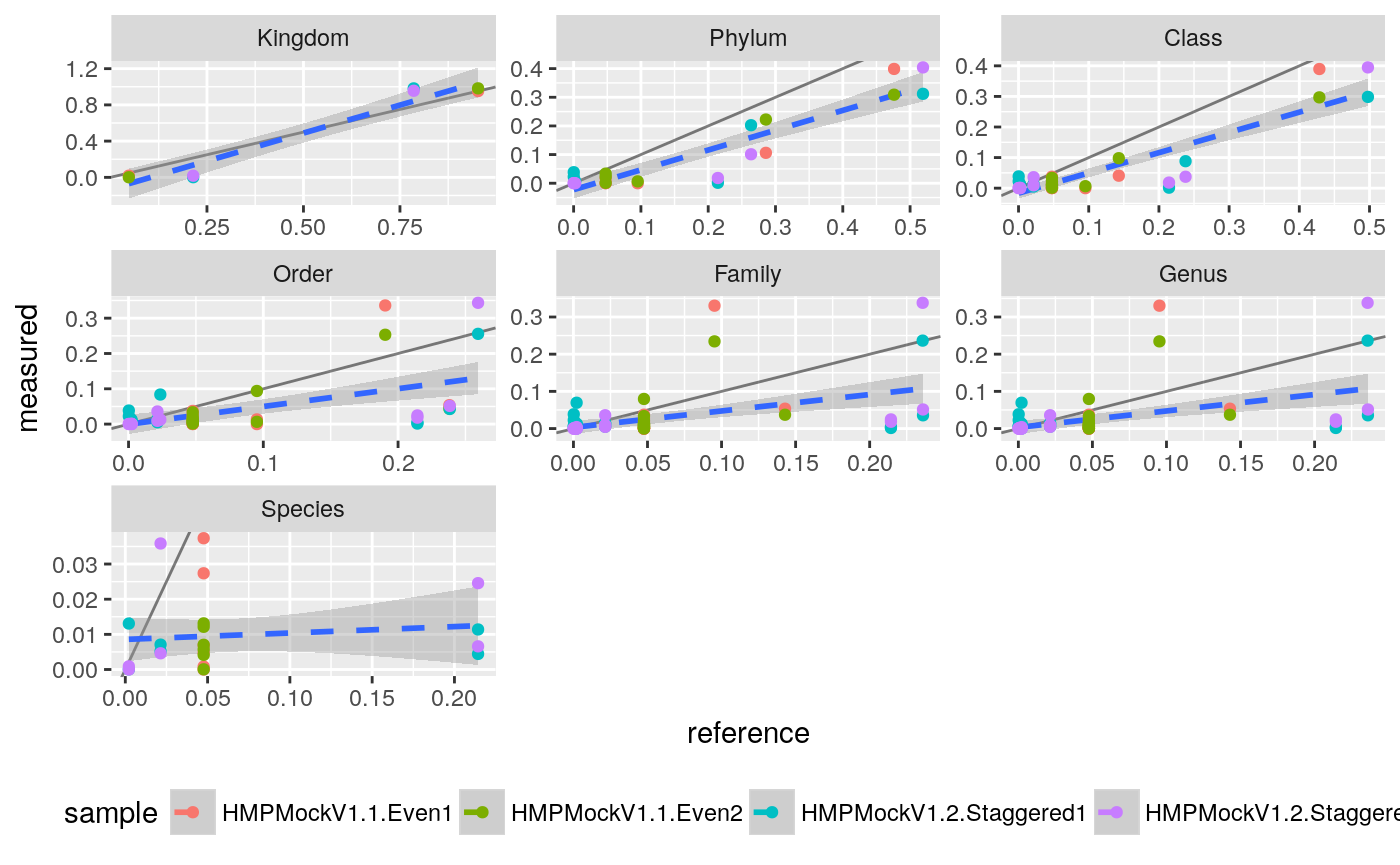 Kingdom Phylum Class
1.2 0.8 0.4 0.0
0.4 0.3 0.2 0.1 0.0
0.4 0.3 0.2 0.1 0.0
0.25 0.50 0.75
0.0 0.1 0.2 0.3 0.4 0.5
0.0 0.1 0.2 0.3 0.4 0.5
Order Family Genus
0.3 0.2 0.1 0.0
0.3 0.2 0.1 0.0
0.3 0.2 0.1 0.0
0.0 0.1 0.2
0.00 0.05 0.10 0.15 0.20
0.00 0.05 0.10 0.15 0.20
measured
Species
0.03 0.02 0.01 0.00
0.00 0.05 0.10 0.15 0.20
reference
sample HMPMockV1.1.Even1 HMPMockV1.1.Even2 HMPMockV1.2.Staggered1 HMPMockV1.2.Staggere